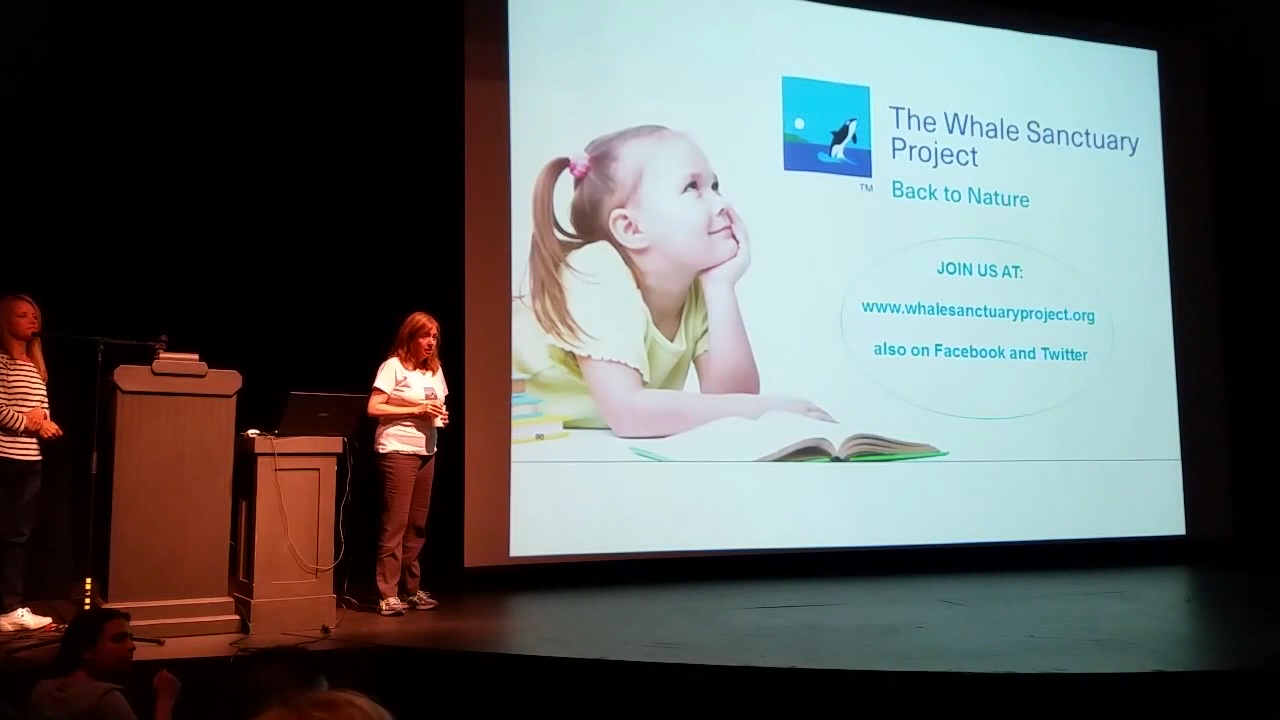 The Whale Sanctuary
Project
TM
Back to Nature
JOIN US AT:
www.whalesanctuaryproject.org
also on Facebook and Twitter